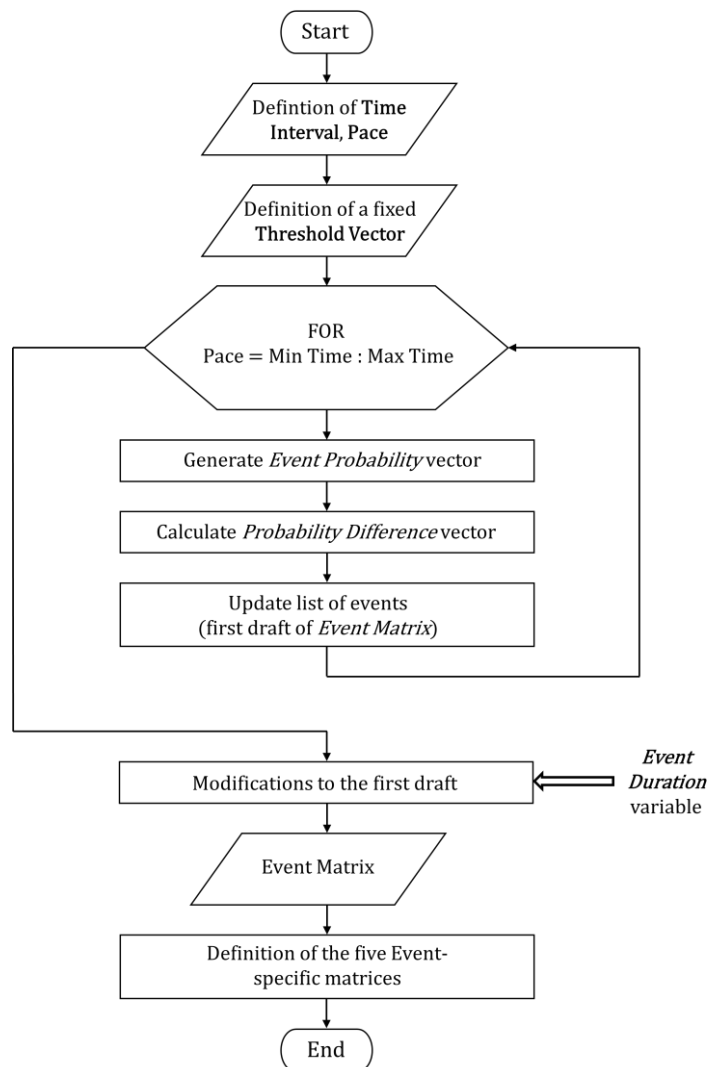 Start
Defintion of Time
Interval, Pace
Definition of a fixed
Threshold Vector
FOR
Pace = Min Time : Max Time
Generate Event Probability vector
Calculate Probability Difference vector
Update list of events
(first draft of Event Matrix)
Modifications to the first draft
Event
Duration
variable
Event Matrix
Definition of the five Event-
specific matrices
End